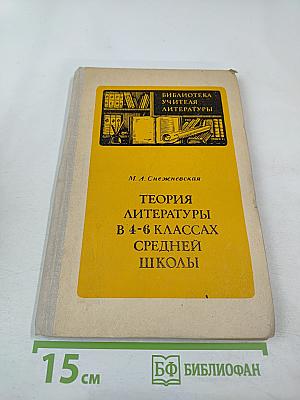 БИБЛИОТЕКА
УЧИТЕЛЯ
ЛИТЕРАТУРЫ
М. А. Снежневская
ТЕОРИЯ
ЛИТЕРАТУРЫ
В 4-6 КЛАССАХ
СРЕДНЕЙ
ШКОЛЫ
15 см
БФ БИБЛИОФАН